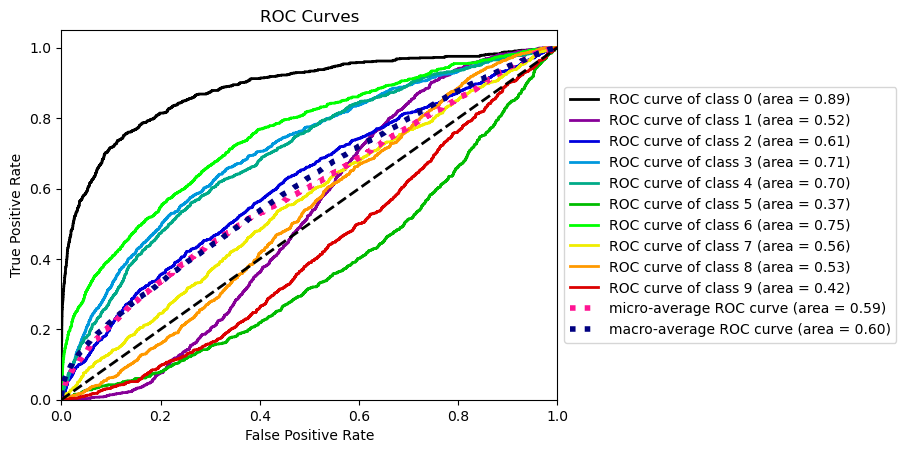 ROC Curves
1.0
0.8
0.6
0.4
0.2
0.0
True Positive Rate
0.0 0.2 0.4 0.6 0.8 1.0
False Positive Rate
ROC curve of class 0 (area = 0.89)
ROC curve of class 1 (area = 0.52)
ROC curve of class 2 (area = 0.61)
ROC curve of class 3 (area = 0.71)
ROC curve of class 4 (area = 0.70)
ROC curve of class 5 (area = 0.37)
ROC curve of class 6 (area = 0.75)
ROC curve of class 7 (area = 0.56)
ROC curve of class 8 (area = 0.53)
ROC curve of class 9 (area = 0.42)
micro-average ROC curve (area = 0.59)
macro-average ROC curve (area = 0.60)